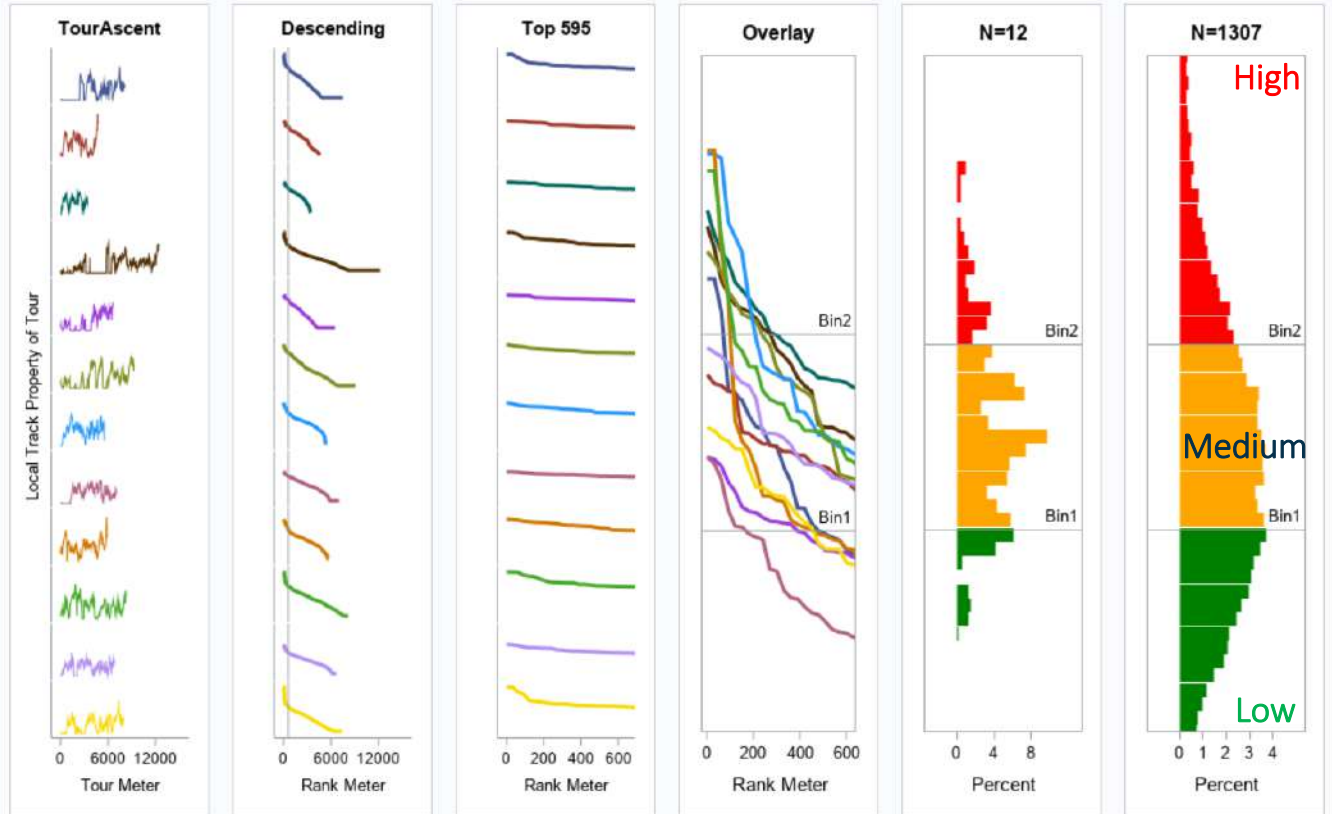 TourAscent
Descending
Top 595
Overlay
N=12
N=1307
Local Track Property of Tour
High
Bin2
Bin2
Bin2
Medium
Bin1
Bin1
Bin1
Low
0 6000 12000
0 6000 12000
0 200 400 600
0 200 400 600
0 4 8
0 1 2 3 4
Tour Meter
Rank Meter
Rank Meter
Rank Meter
Percent
Percent